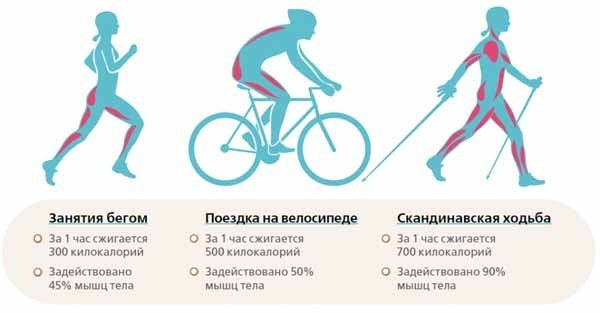 Занятия бегом
За 1 час сжигается
300 килокалорий
Задействовано
45% мышц тела
Поездка на велосипеде
За 1 час сжигается
500 килокалорий
Задействовано 50%
мышц тела
Скандинавская ходьба
За 1 час сжигается
700 килокалорий
Задействовано 90%
мышц тела